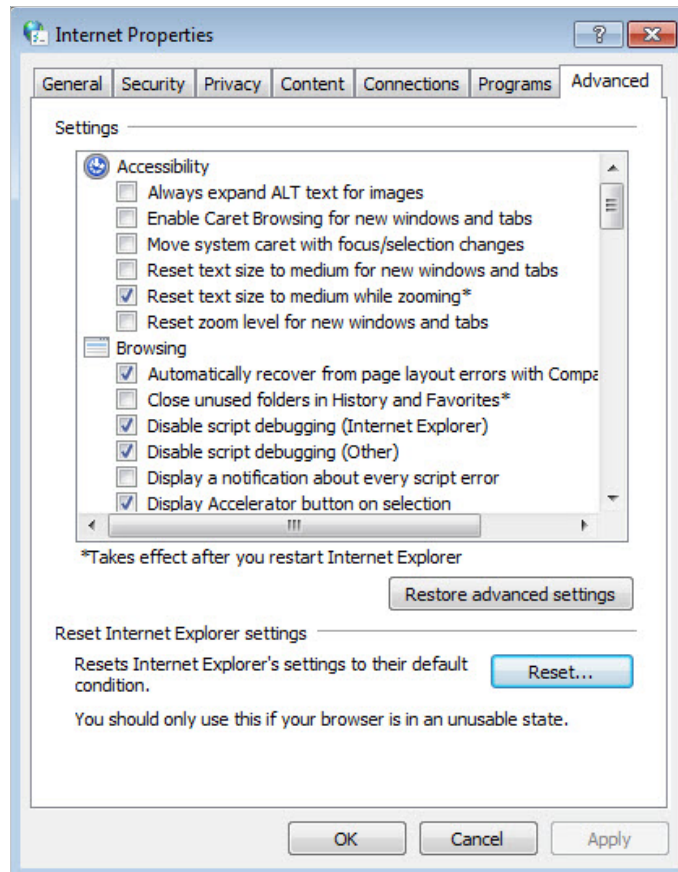 Internet Properties
General Security Privacy Content Connections Programs Advanced
Settings
Accessibility
Always expand ALT text for images
Enable Caret Browsing for new windows and tabs
Move system caret with focus/selection changes
Reset text size to medium for new windows and tabs
Reset text size to medium while zooming*
Reset zoom level for new windows and tabs
Browsing
Automatically recover from page layout errors with Compa
Close unused folders in History and Favorites*
Disable script debugging (Internet Explorer)
Disable script debugging (Other)
Display a notification about every script error
Display Accelerator button on selection
*Takes effect after you restart Internet Explorer
Restore advanced settings
Reset Internet Explorer settings
Resets Internet Explorer's settings to their default
condition.
Reset...
You should only use this if your browser is in an unusable state.
OK Cancel Apply